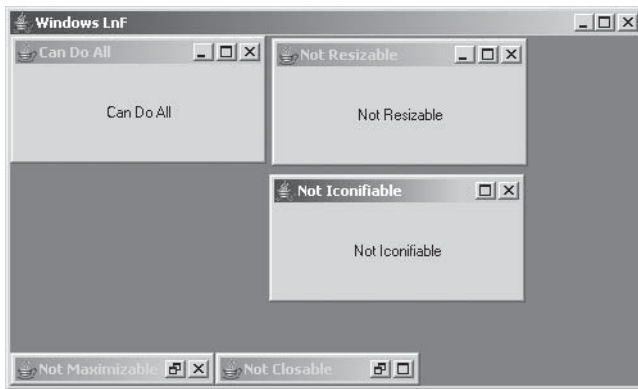 Windows LnF
Can Do All
Not Resizable
Can Do All
Not Resizable
Not Iconifiable
Not Iconifiable
Not Maximizable
Not Closable